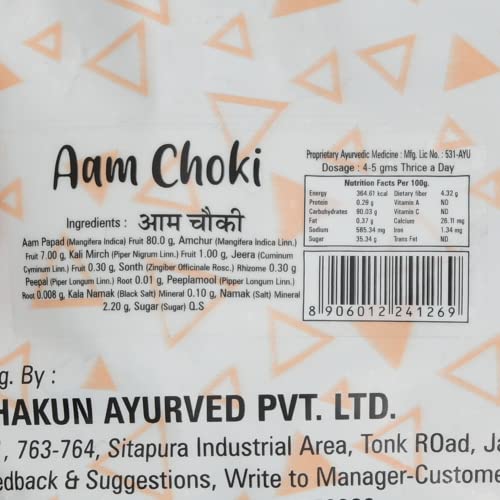 Aam Choki
Ingredients : आम चौकी
Aam Papad (Mangifera Indica) Fruit 80.0 g, Amchur (Mangifera Indica Linn.)
Fruit 7.00 g, Kali Mirch (Piper Nigrum Linn.) Fruit 1.00 g, Jeera (Cuminum
Cyminum Linn.) Fruit 0.30 g, Sonth (Zingiber Officinale Rosc.) Rhizome 0.30 g
Peepal (Piper Longum Linn.) Root 0.01 g, Peeplamool (Pipper Longum Linn.)
Root 0.008 g, Kala Namak (Black Salt) Mineral 0.10 g, Namak (Salt) Mineral
2.20 g, Sugar (Sugar) Q.S
Proprietary Ayurvedic Medicine : Mfg. Lic No. : 531-AYU
Dosage : 4-5 gms Thrice a Day
Nutrition Facts Per 100g.
Energy 364.61 kcal Dietary fiber 4.32 g
Protein 0.29 g Vitamin A ND
Carbohydrates 90.03 g Vitamin C ND
Fat 0.37 g Calcium 26.11 mg
Sodium 585.34 mg Iron 1.34 mg
Sugar 35.34 g Trans Fat ND
8 906012 241269
g. By :
HAKUN AYURVED PVT. LTD.
, 763-764, Sitapura Industrial Area, Tonk ROad, Ja
edback & Suggestions, Write to Manager-Custome